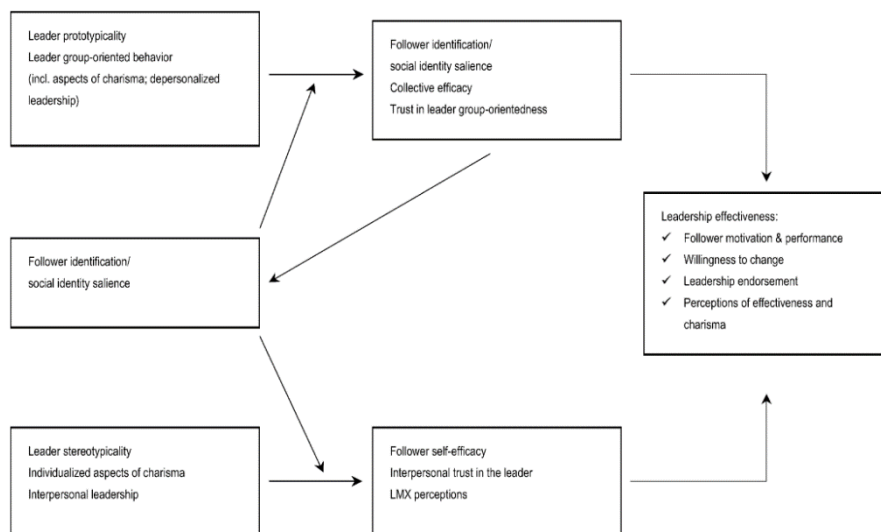 Leader prototypicality
Leader group-oriented behavior
(incl. aspects of charisma; depersonalized
leadership)
Follower identification/
social identity salience
Collective efficacy
Trust in leader group-orientedness
Leadership effectiveness:
✓ Follower motivation & performance
✓ Willingness to change
✓ Leadership endorsement
✓ Perceptions of effectiveness and
charisma
Follower identification/
social identity salience
Leader stereotypicality
Individualized aspects of charisma
Interpersonal leadership
Follower self-efficacy
Interpersonal trust in the leader
LMX perceptions